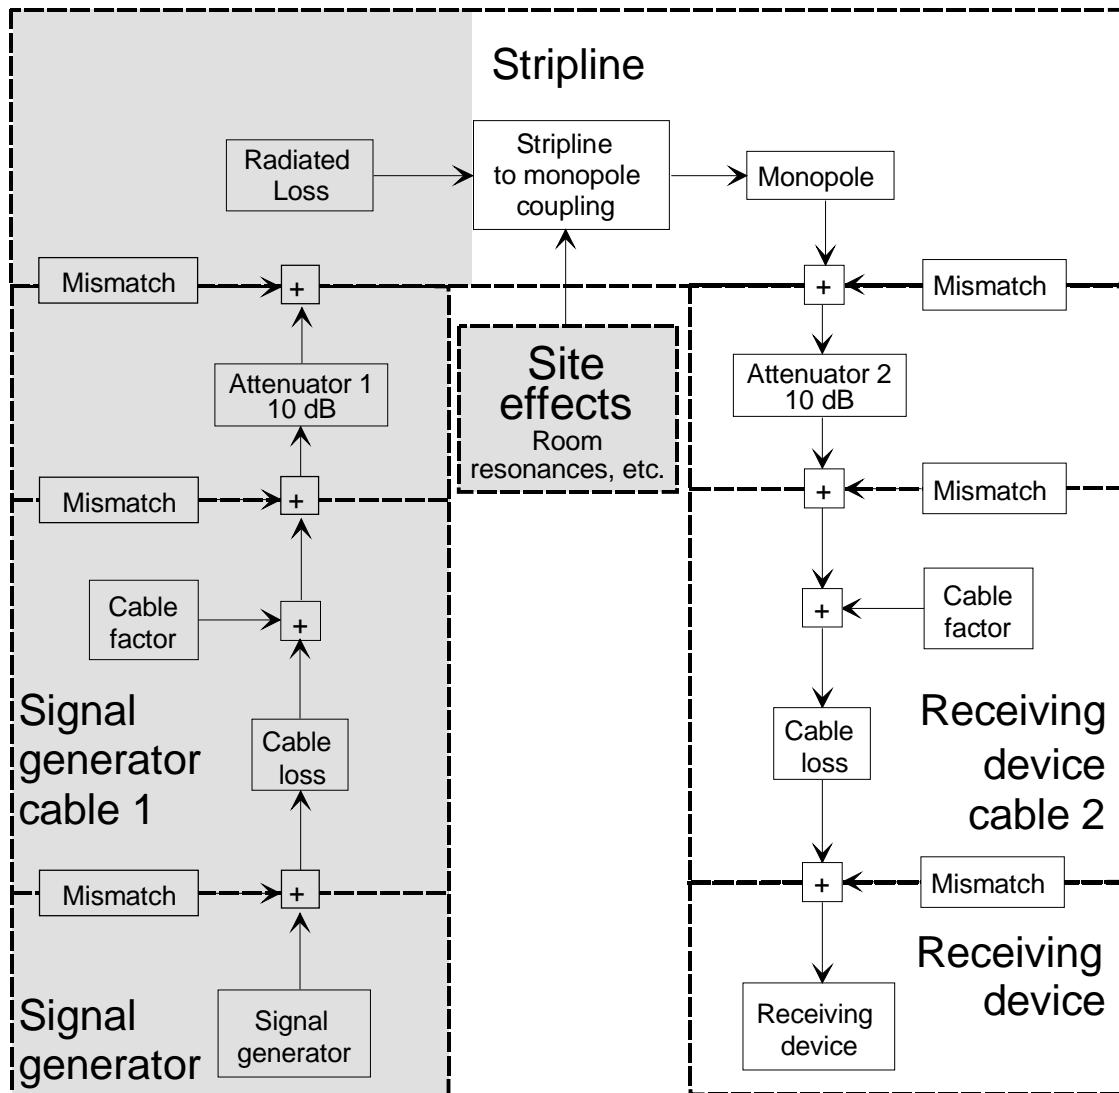 Stripline
Radiated
Loss
Stripline
to monopole
coupling
Monopole
Mismatch
+
+
Mismatch
Attenuator 1
10 dB
Site
effects
Room
resonances, etc.
Attenuator 2
10 dB
Mismatch
+
+
Mismatch
Cable
factor
+
+
Cable
factor
Signal
generator
cable 1
Cable
loss
Cable
loss
Receiving
device
cable 2
Mismatch
+
+
Mismatch
Signal
generator
Signal
generator
Receiving
device
Receiving
device